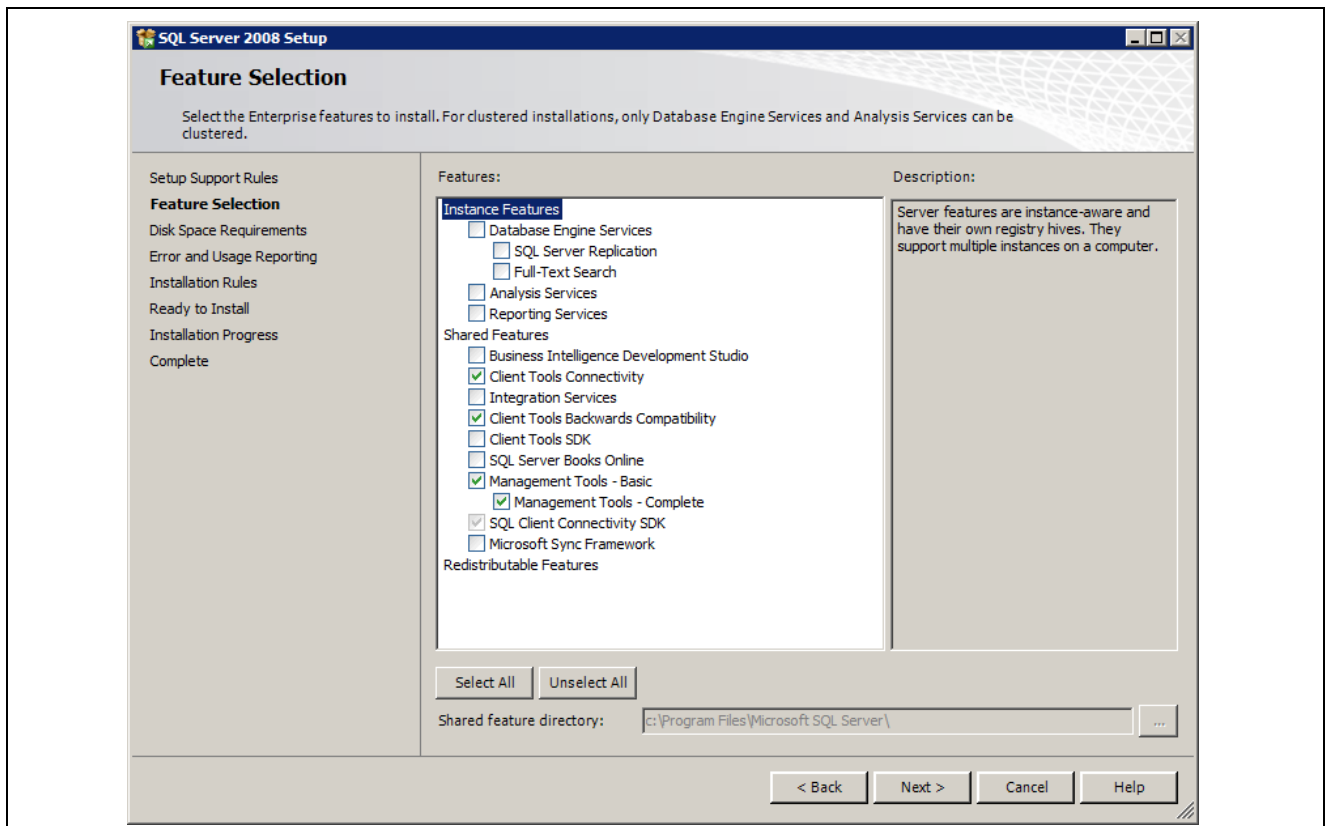 SQL Server 2008 Setup
Feature Selection
Select the Enterprise features to install. For clustered installations, only Database Engine Services and Analysis Services can be
clustered.
Setup Support Rules
Feature Selection
Disk Space Requirements
Error and Usage Reporting
Installation Rules
Ready to Install
Installation Progress
Complete
Features:
Instance Features
Database Engine Services
SQL Server Replication
Full-Text Search
Analysis Services
Reporting Services
Shared Features
Business Intelligence Development Studio
Client Tools Connectivity
Integration Services
Client Tools Backwards Compatibility
Client Tools SDK
SQL Server Books Online
Management Tools - Basic
Management Tools - Complete
SQL Client Connectivity SDK
Microsoft Sync Framework
Redistributable Features
Description:
Server features are instance-aware and
have their own registry hives. They
support multiple instances on a computer.
Select All
Unselect All
Shared feature directory:
c:\Program Files\Microsoft SQL Server\
...
< Back
Next >
Cancel
Help